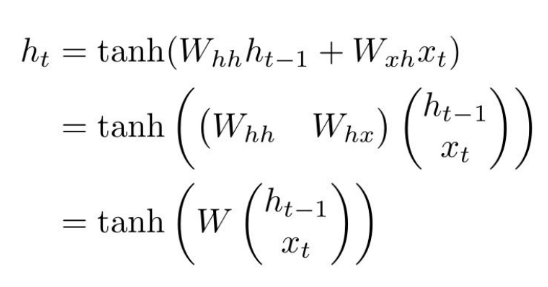 h_t = tanh(W_{hh}h_{t−1} + W_{xh}x_t)
= tanh ( (W_{hh} W_{hx}) ( h_{t−1} x_t ) )
= tanh ( W ( h_{t−1} x_t ) )